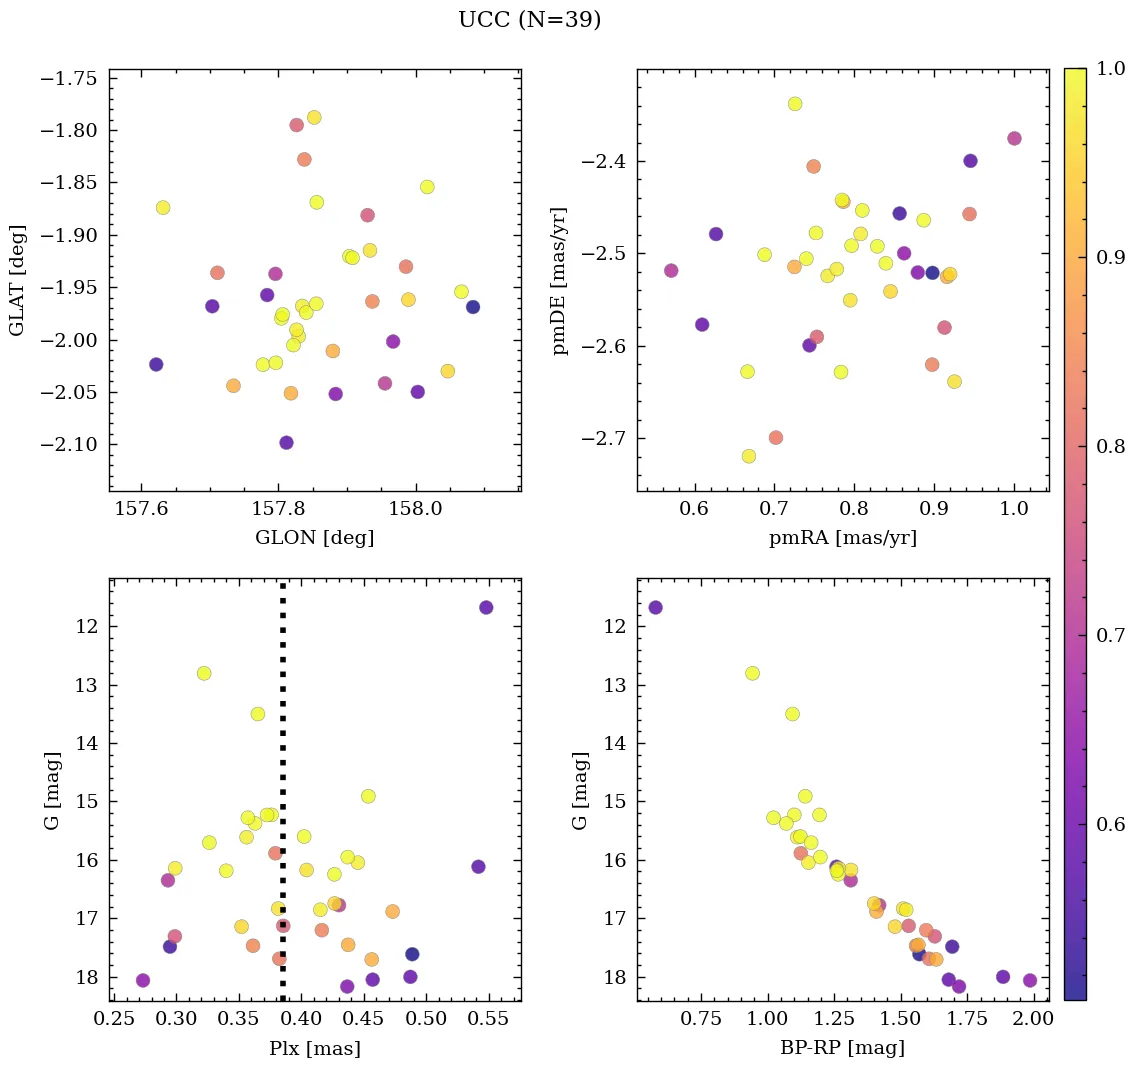 UCC (N=39)
−1.75
−1.80
−1.85
−1.90
−1.95
−2.00
−2.05
−2.10
GLAT [deg]
157.6 157.8 158.0
GLON [deg]
−2.4
−2.5
−2.6
−2.7
pmDE [mas/yr]
0.6 0.7 0.8 0.9 1.0
pmRA [mas/yr]
12
13
14
15
16
17
18
G [mag]
0.25 0.30 0.35 0.40 0.45 0.50 0.55
Plx [mas]
12
13
14
15
16
17
18
G [mag]
0.75 1.00 1.25 1.50 1.75 2.00
BP-RP [mag]
1.0
0.9
0.8
0.7
0.6